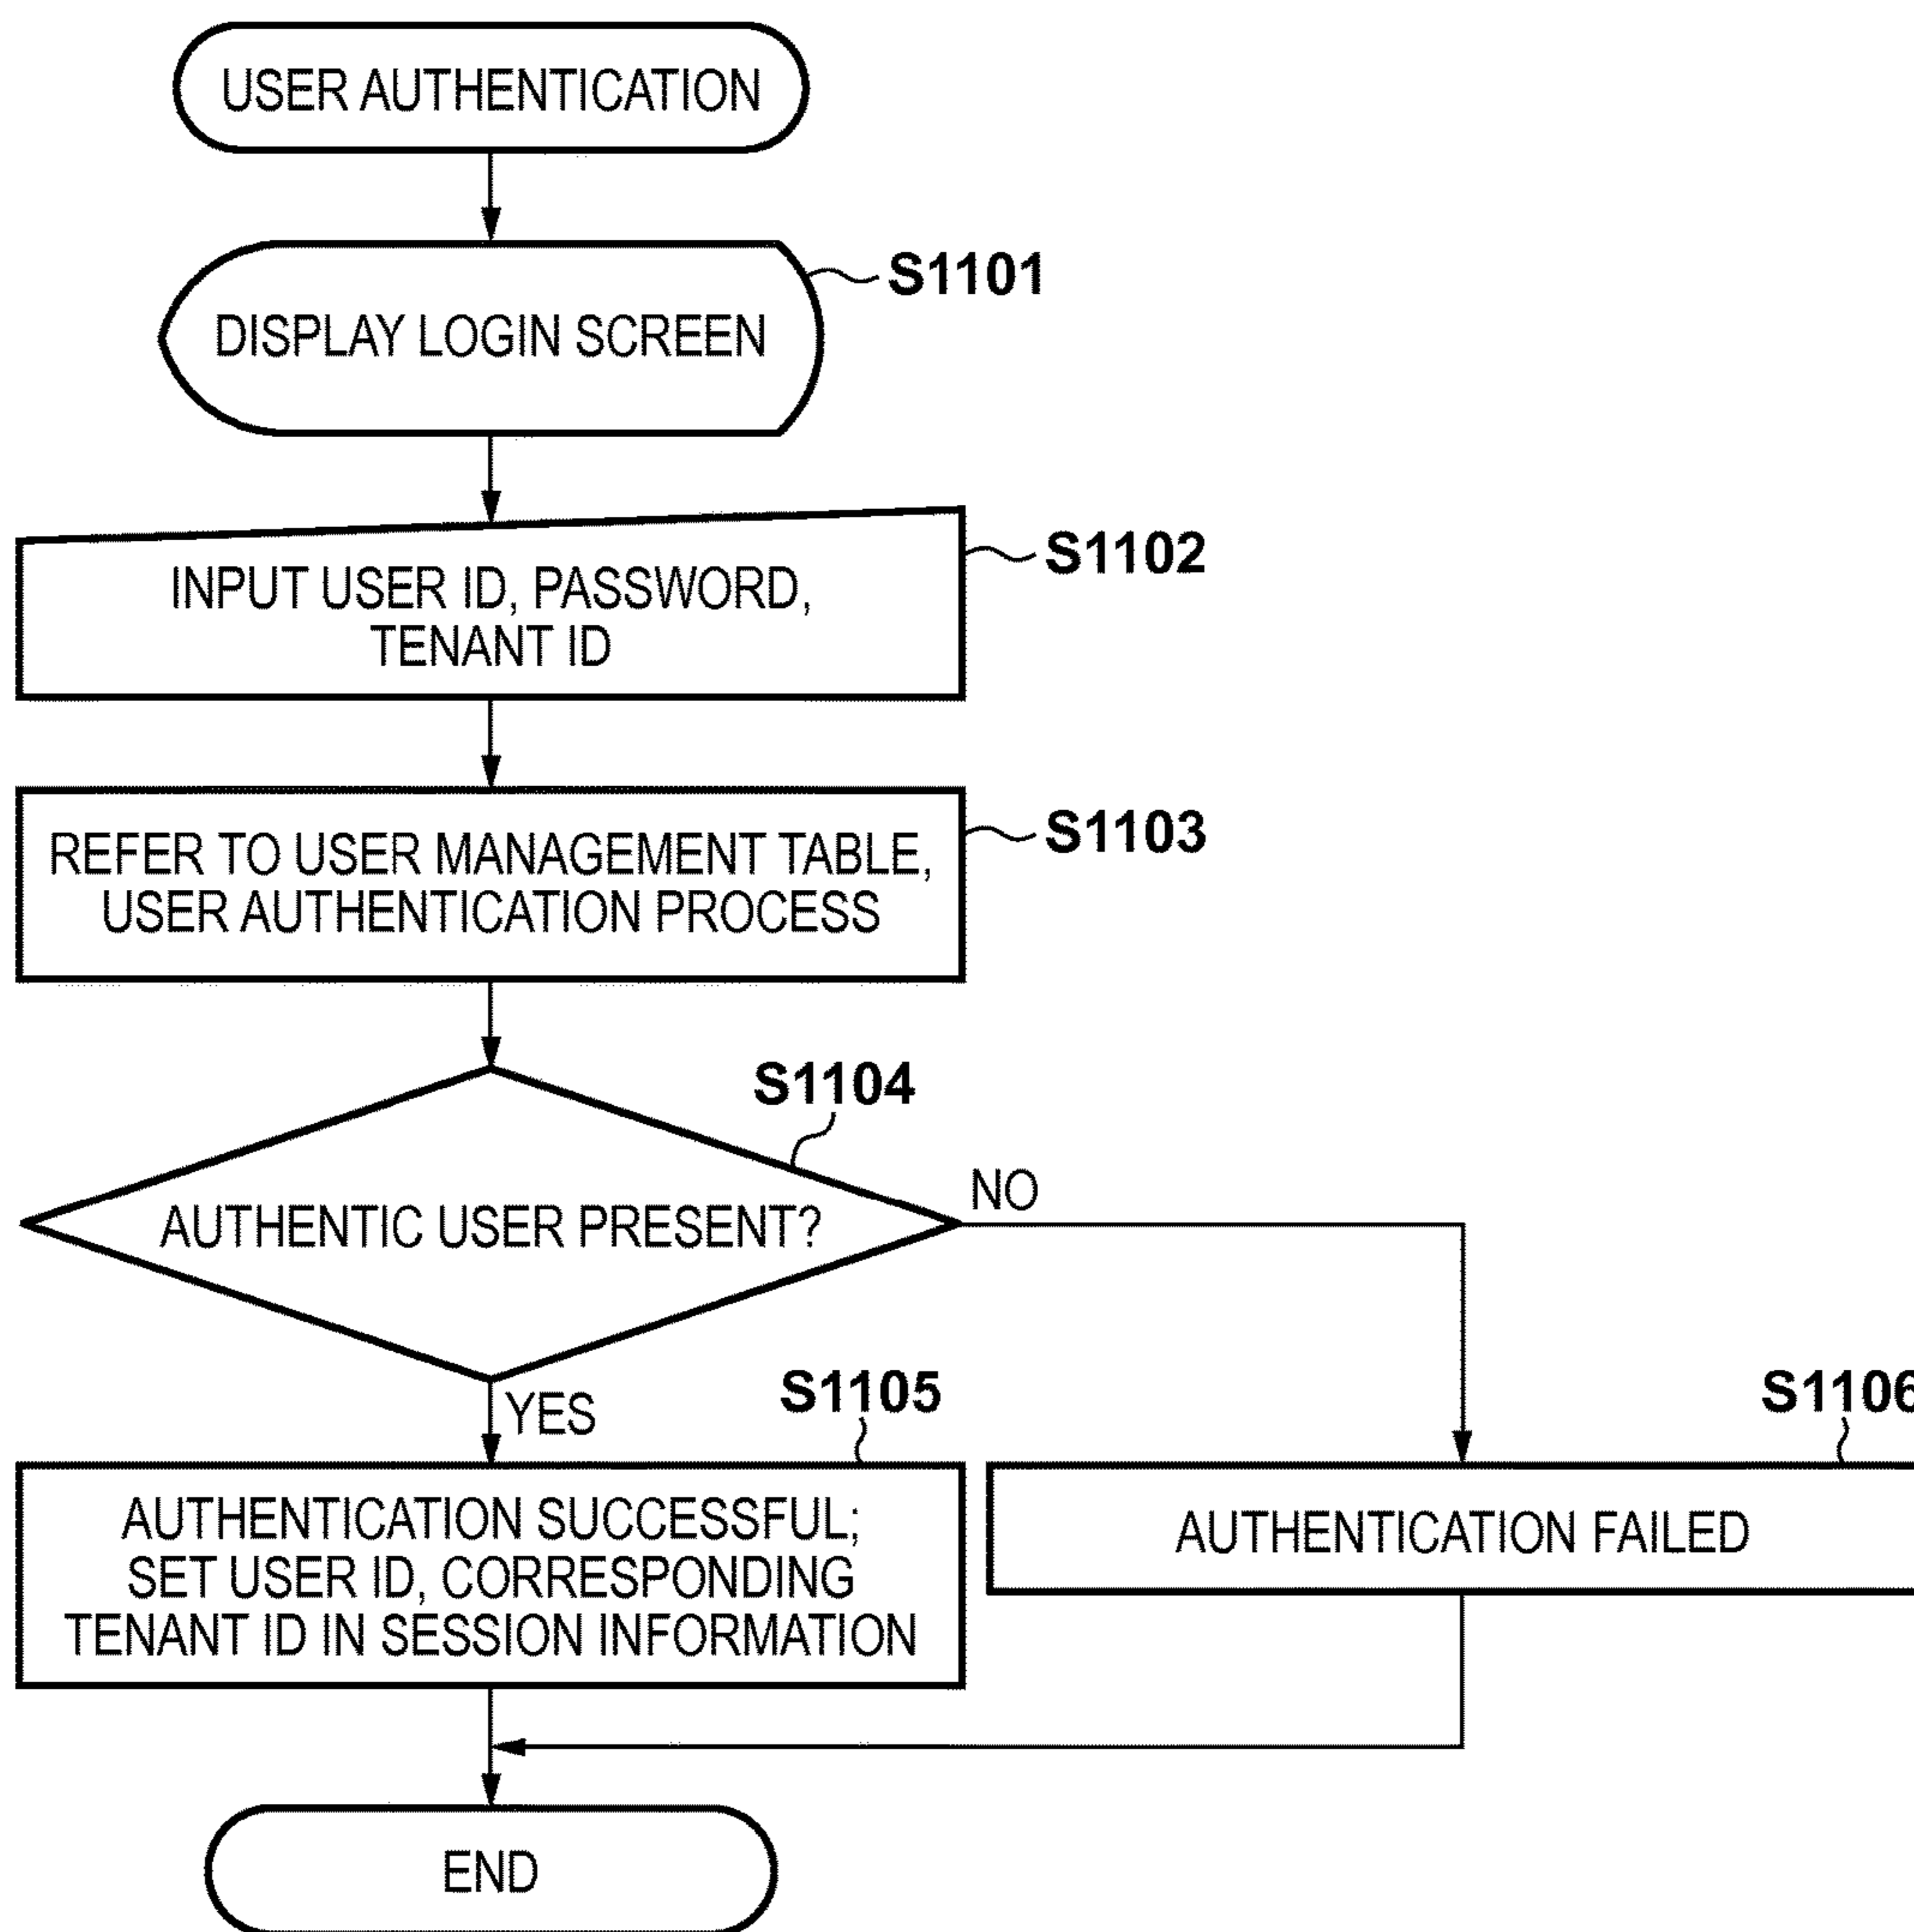 USER AUTHENTICATION
S1101
DISPLAY LOGIN SCREEN
S1102
INPUT USER ID, PASSWORD,
TENANT ID
S1103
REFER TO USER MANAGEMENT TABLE,
USER AUTHENTICATION PROCESS
S1104
AUTHENTIC USER PRESENT?
NO
YES
S1105
AUTHENTICATION SUCCESSFUL;
SET USER ID, CORRESPONDING
TENANT ID IN SESSION INFORMATION
S1106
AUTHENTICATION FAILED
END